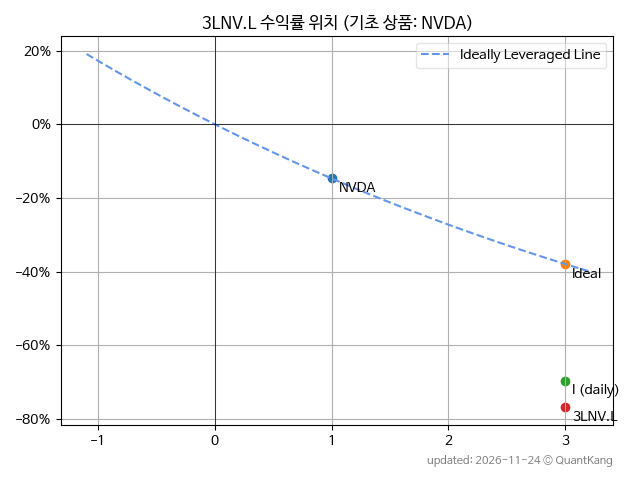 3LNV.L 수익률 위치 (기초 상품: NVDA)
Ideally Leveraged Line
20%
0%
−20%
−40%
−60%
−80%
NVDA
Ideal
I (daily)
3LNV.L
−1
0
1
2
3
updated: 2026-11-24 © QuantKang